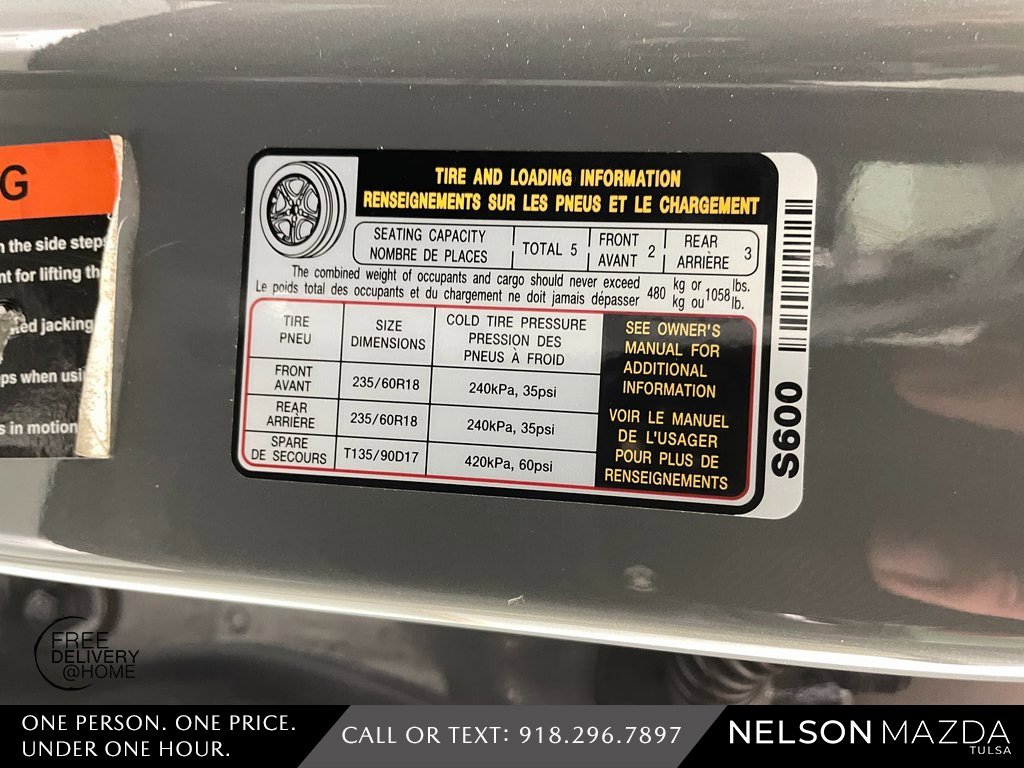 G
the side steps
for lifting
jacking
when
s in motion
TIRE AND LOADING INFORMATION
RENSEIGNEMENTS SUR LES PNEUS ET LE CHARGEMENT
SEATING CAPACITY
NOMBRE DE PLACES
TOTAL 5
FRONT
AVANT
2
REAR
ARRIÈRE
3
The combined weight of occupants and cargo should never exceed
Le poids total des occupants et du chargement ne doit jamais dépasser
480
kg or
kg ou
1058
lbs.
lb.
TIRE
PNEU
SIZE
DIMENSIONS
COLD TIRE PRESSURE
PRESSION DES
PNEUS À FROID
FRONT
AVANT
235/60R18
240kPa, 35psi
REAR
ARRIÈRE
235/60R18
240kPa, 35psi
SPARE
DE SECOURS
T135/90D17
420kPa, 60psi
SEE OWNER'S
MANUAL FOR
ADDITIONAL
INFORMATION
VOIR LE MANUEL
DE L'USAGER
POUR PLUS DE
RENSEIGNEMENTS
S600
FREE
DELIVERY
@HOME
ONE PERSON. ONE PRICE.
UNDER ONE HOUR.
CALL OR TEXT: 918.296.7897
NELSON MAZDA
TULSA